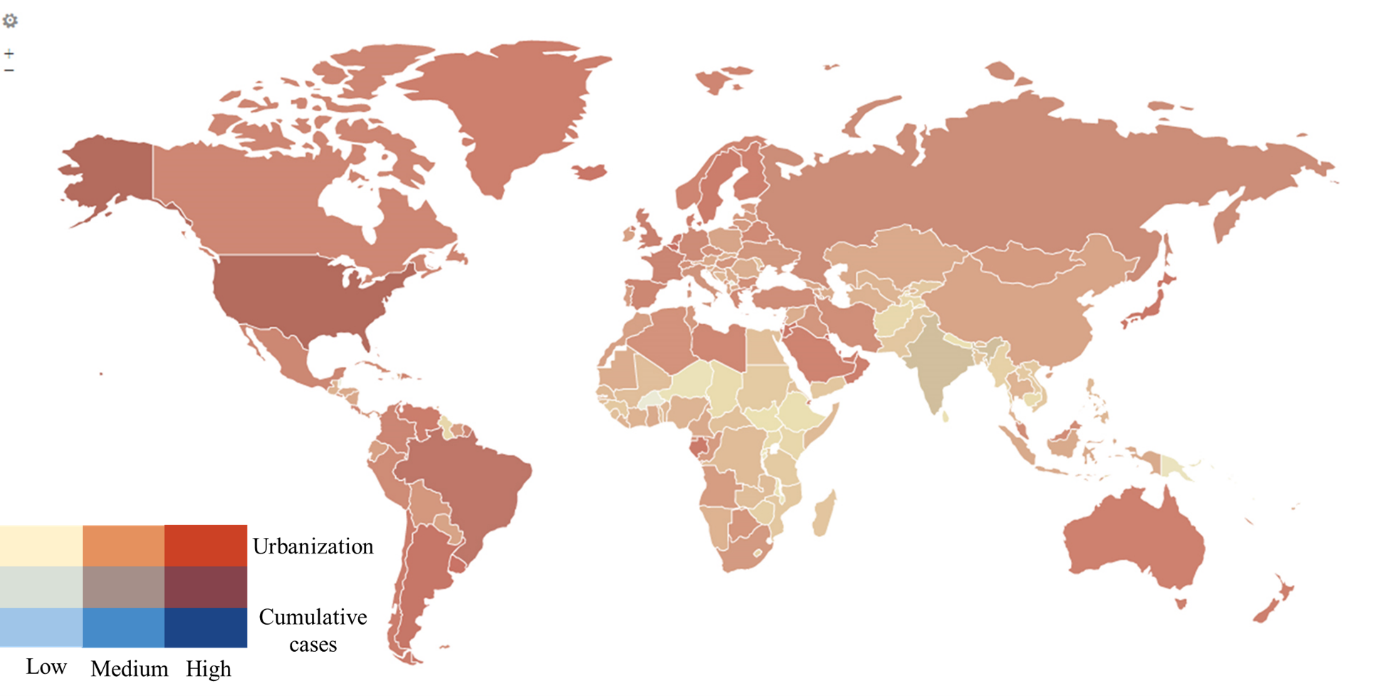 +
−
Urbanization
Cumulative
cases
Low Medium High